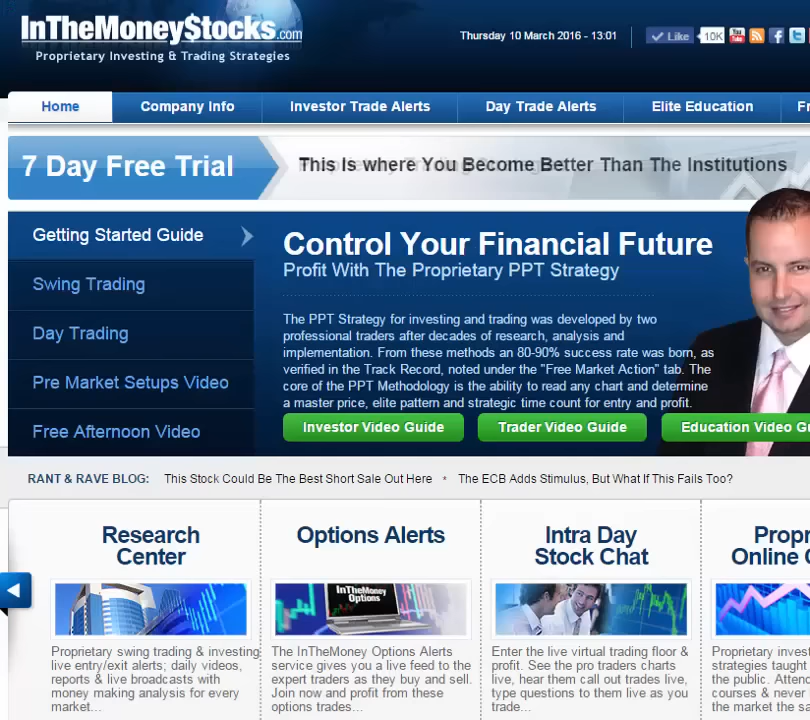 InTheMoney$tocks.com
Proprietary Investing & Trading Strategies
Thursday 10 March 2016 - 13:01
Like
10K
Home
Company Info
Investor Trade Alerts
Day Trade Alerts
Elite Education
7 Day Free Trial
This Is where You Become Better Than The Institutions
Getting Started Guide
Swing Trading
Day Trading
Pre Market Setups Video
Free Afternoon Video
Control Your Financial Future
Profit With The Proprietary PPT Strategy
The PPT Strategy for investing and trading was developed by two
professional traders after decades of research, analysis and
implementation. From these methods an 80-90% success rate was born, as
verified in the Track Record, noted under the "Free Market Action" tab. The
core of the PPT Methodology is the ability to read any chart and determine
a master price, elite pattern and strategic time count for entry and profit.
Investor Video Guide
Trader Video Guide
Education Video Gu
RANT & RAVE BLOG:
This Stock Could Be The Best Short Sale Out Here * The ECB Adds Stimulus, But What If This Fails Too?
Research
Center
Proprietary swing trading & investing
live entry/exit alerts; daily videos,
reports & live broadcasts with
money making analysis for every
market...
Options Alerts
InTheMoney
Options
The InTheMoney Options Alerts
service gives you a live feed to the
expert traders as they buy and sell.
Join now and profit from these
options trades...
Intra Day
Stock Chat
Enter the live virtual trading floor &
profit. See the pro traders charts
live, hear them call out trades live,
type questions to them live as you
trade...
Propr
Online
Proprietary invest
strategies taught
the public. Attend
courses & never
the market the sa